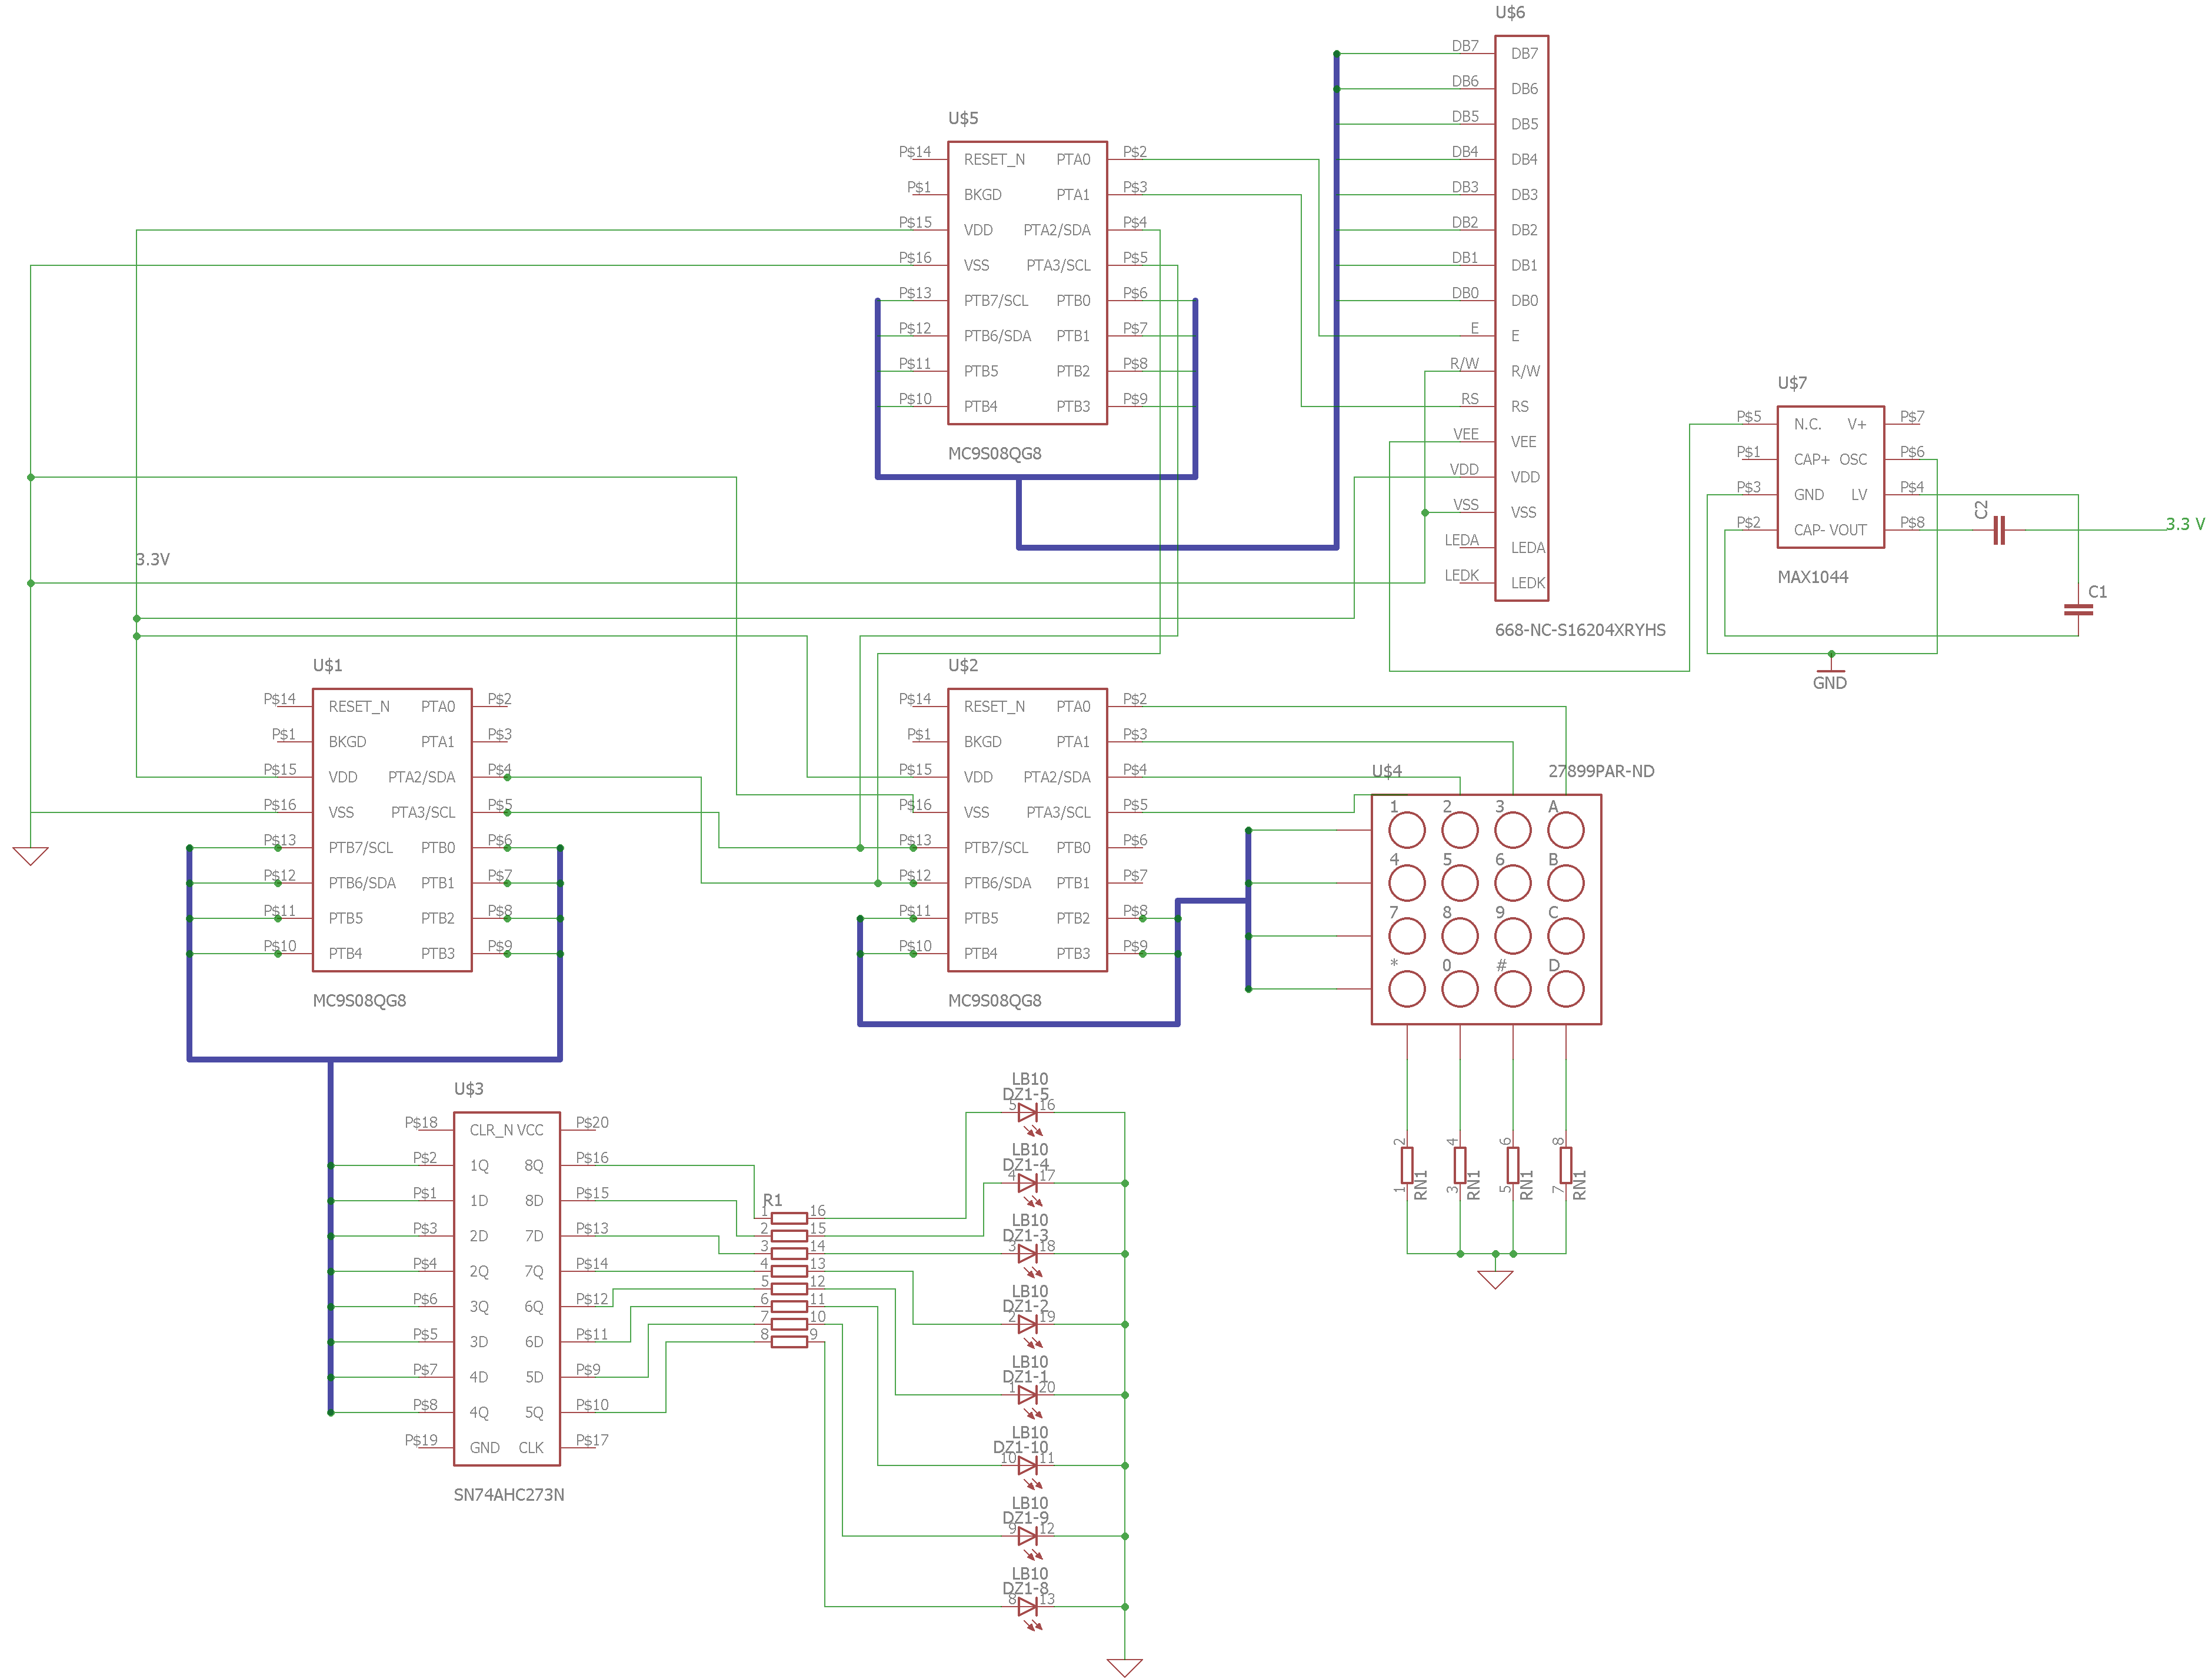 U$6
DB7 DB7
DB6 DB6
DB5 DB5
DB4 DB4
DB3 DB3
DB2 DB2
DB1 DB1
DB0 DB0
E E
R/W R/W
RS RS
VEE VEE
VDD VDD
VSS VSS
LEDA LEDA
LEDK LEDK
668-NC-S16204XRYHS
U$5
P$14 RESET_N PTA0 P$2
P$1 BKGD PTA1 P$3
P$15 VDD PTA2/SDA P$4
P$16 VSS PTA3/SCL P$5
P$13 PTB7/SCL PTB0 P$6
P$12 PTB6/SDA PTB1 P$7
P$11 PTB5 PTB2 P$8
P$10 PTB4 PTB3 P$9
MC9S08QG8
U$7
P$5 N.C. V+ P$7
P$1 CAP+ OSC P$6
P$3 GND LV P$4
P$2 CAP- VOUT P$8
MAX1044
C2
3.3 V
C1
GND
3.3V
U$1
P$14 RESET_N PTA0 P$2
P$1 BKGD PTA1 P$3
P$15 VDD PTA2/SDA P$4
P$16 VSS PTA3/SCL P$5
P$13 PTB7/SCL PTB0 P$6
P$12 PTB6/SDA PTB1 P$7
P$11 PTB5 PTB2 P$8
P$10 PTB4 PTB3 P$9
MC9S08QG8
U$2
P$14 RESET_N PTA0 P$2
P$1 BKGD PTA1 P$3
P$15 VDD PTA2/SDA P$4
P$16 VSS PTA3/SCL P$5
P$13 PTB7/SCL PTB0 P$6
P$12 PTB6/SDA PTB1 P$7
P$11 PTB5 PTB2 P$8
P$10 PTB4 PTB3 P$9
MC9S08QG8
U$4 27899PAR-ND
1 2 3 A
4 5 6 B
7 8 9 C
* 0 # D
2 4 6 8
1 RN1 3 RN1 5 RN1 7 RN1
U$3
P$18 CLR_N VCC P$20
P$2 1Q 8Q P$16
P$1 1D 8D P$15
P$3 2D 7D P$13
P$4 2Q 7Q P$14
P$6 3Q 6Q P$12
P$5 3D 6D P$11
P$7 4D 5D P$9
P$8 4Q 5Q P$10
P$19 GND CLK P$17
SN74AHC273N
R1
1 16
2 15
3 14
4 13
5 12
6 11
7 10
8 9
LB10
DZ1-5
5 16
LB10
DZ1-4
4 17
LB10
DZ1-3
3 18
LB10
DZ1-2
2 19
LB10
DZ1-1
1 20
LB10
DZ1-10
10 11
LB10
DZ1-9
9 12
LB10
DZ1-8
8 13